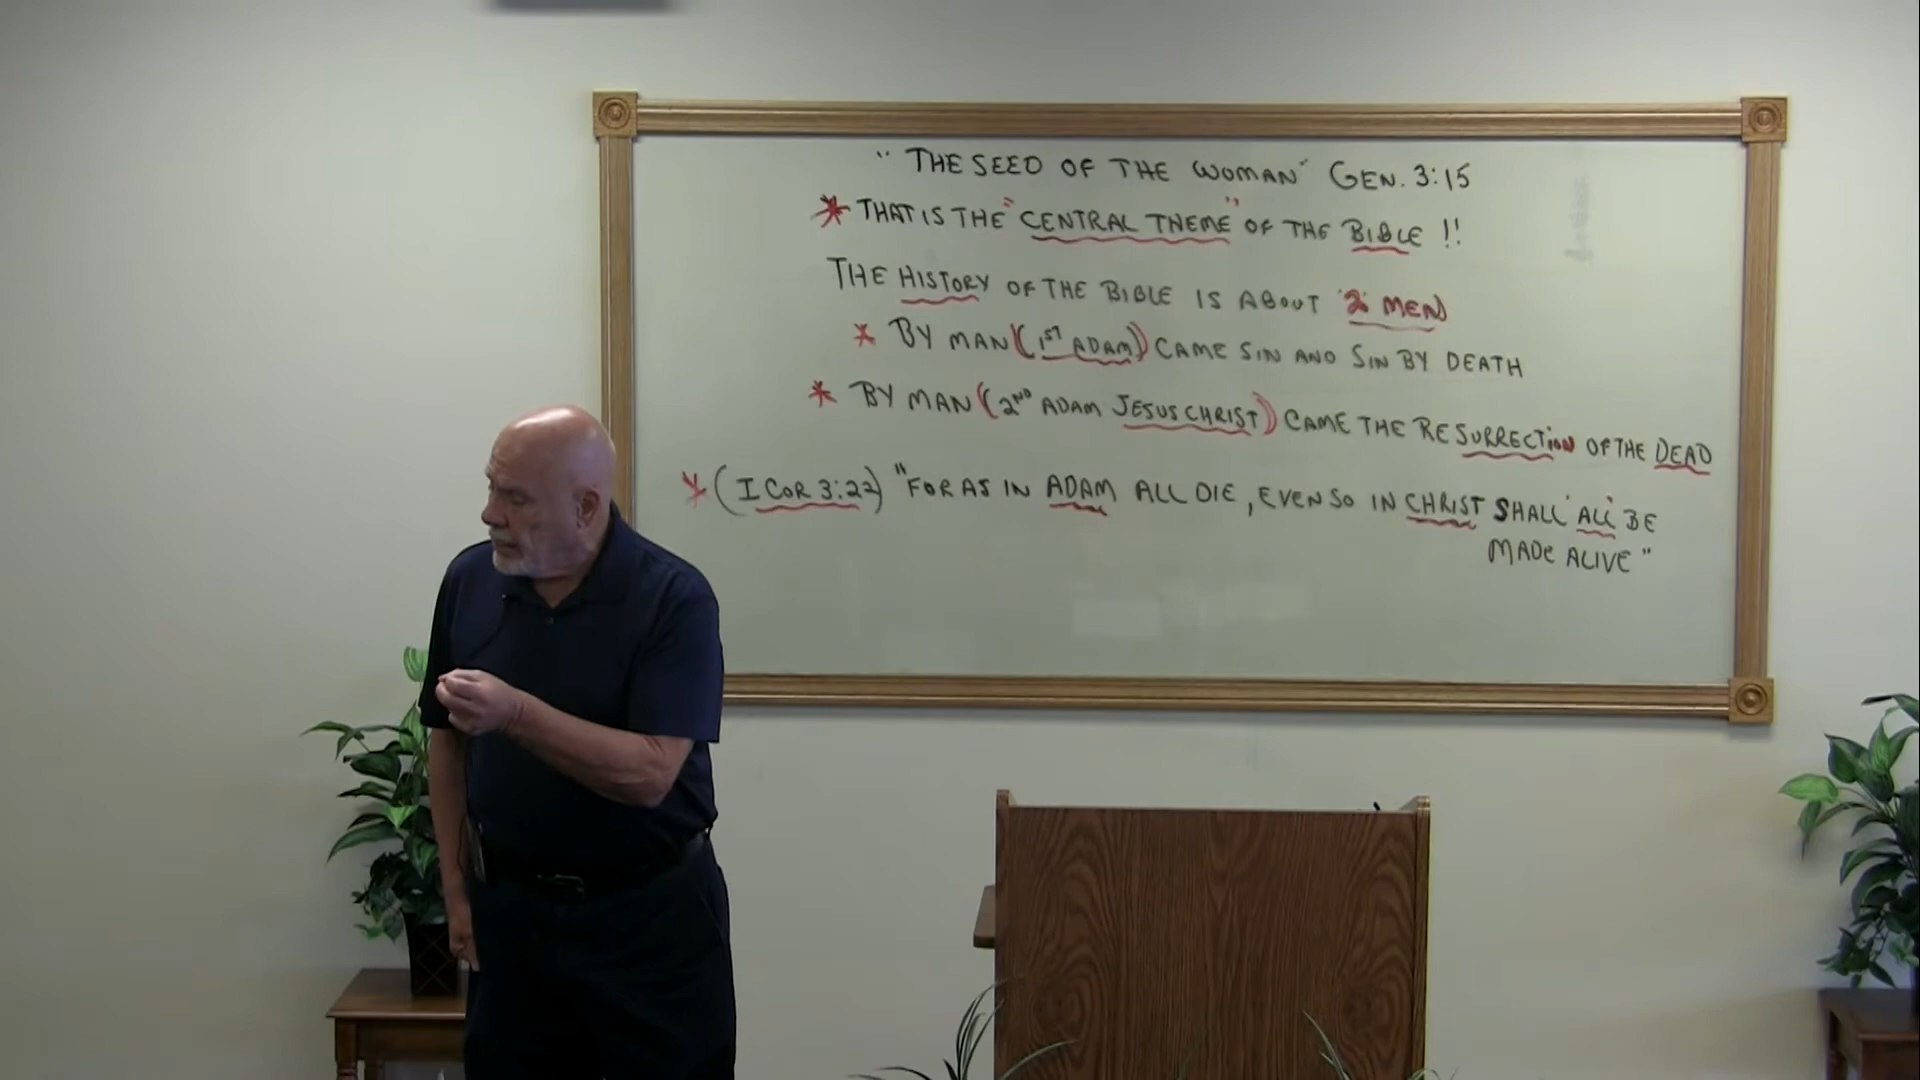 "THE SEED OF THE WOMAN" GEN. 3:15
* THAT IS THE "CENTRAL THEME" OF THE BIBLE !!
THE HISTORY OF THE BIBLE IS ABOUT "2" MEN
* BY MAN (1ST ADAM) CAME SIN AND SIN BY DEATH
* BY MAN (2ND ADAM JESUS CHRIST) CAME THE RESURRECTION OF THE DEAD
* (I COR 3:22) "FOR AS IN ADAM ALL DIE, EVEN SO IN CHRIST SHALL "ALL" BE
MADE ALIVE"